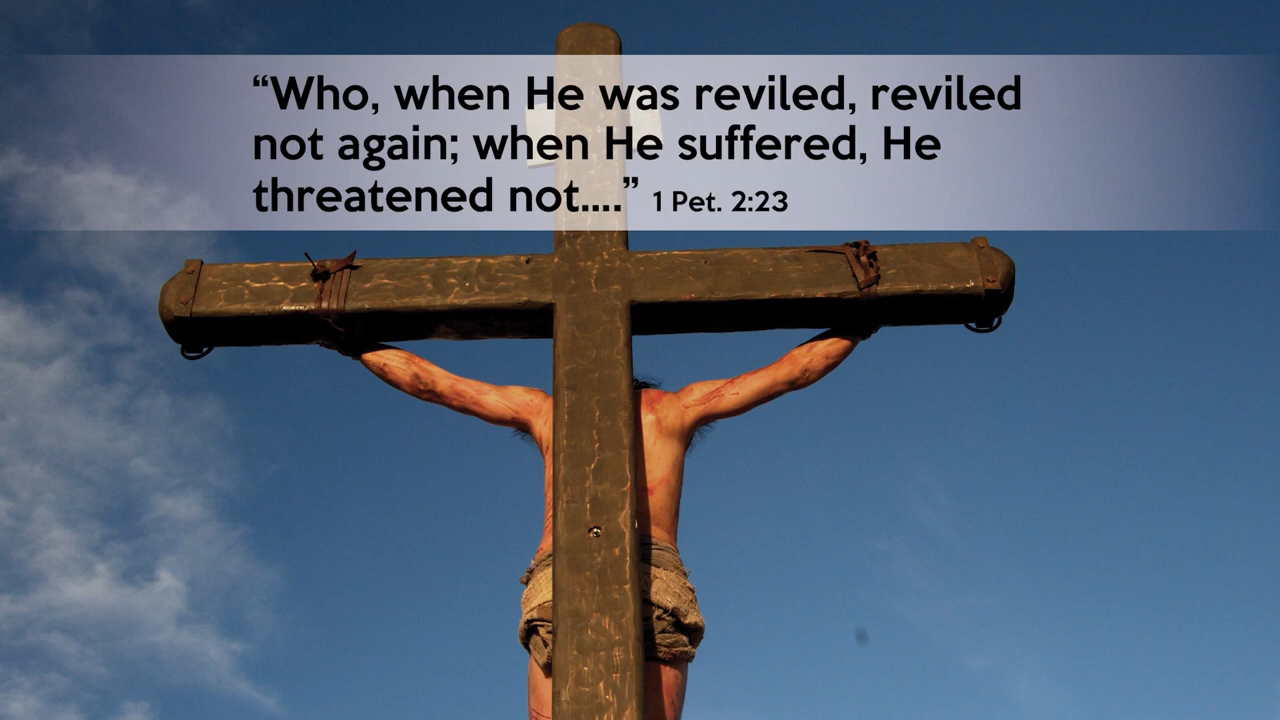 “Who, when He was reviled, reviled
not again; when He suffered, He
threatened not....” 1 Pet. 2:23